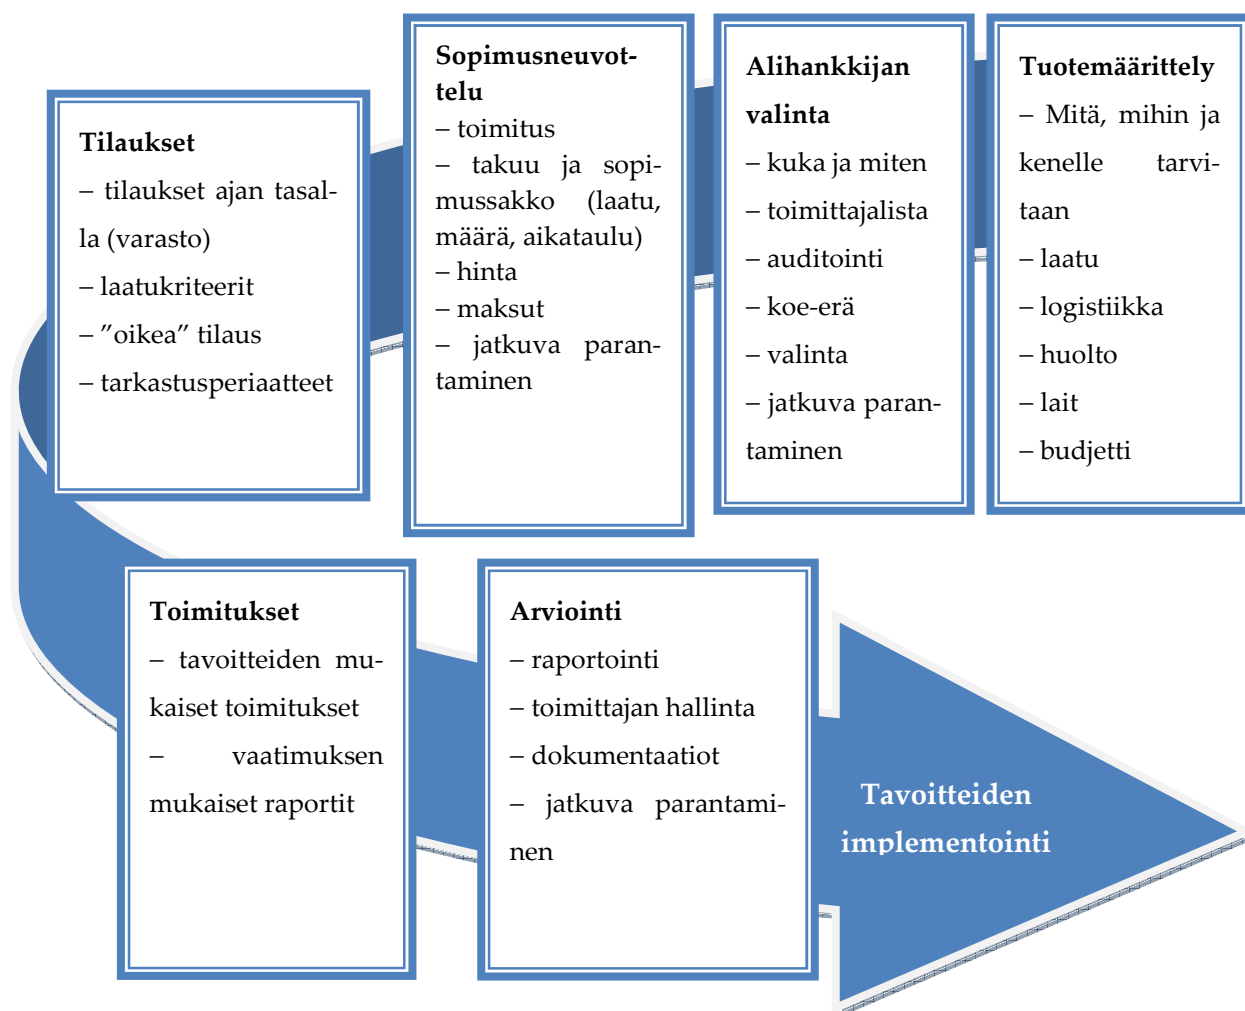 Tilaukset
– tilaukset ajan tasal-
la (varasto)
– laatukriteerit
– ”oikea” tilaus
– tarkastusperiaatteet
Sopimusneuvot-
telu
– toimitus
– takuu ja sopi-
mussakko (laatu,
määrä, aikataulu)
– hinta
– maksut
– jatkuva paran-
taminen
Alihankkijan
valinta
– kuka ja miten
– toimittajalista
– auditointi
– koe-erä
– valinta
– jatkuva paran-
taminen
Tuotemäärittely
– Mitä, mihin ja
kenelle tarvi-
taan
– laatu
– logistiikka
– huolto
– lait
– budjetti
Toimitukset
– tavoitteiden mu-
kaiset toimitukset
– vaatimuksen
mukaiset raportit
Arviointi
– raportointi
– toimittajan hallinta
– dokumentaatiot
– jatkuva parantami-
nen
Tavoitteiden
implementointi